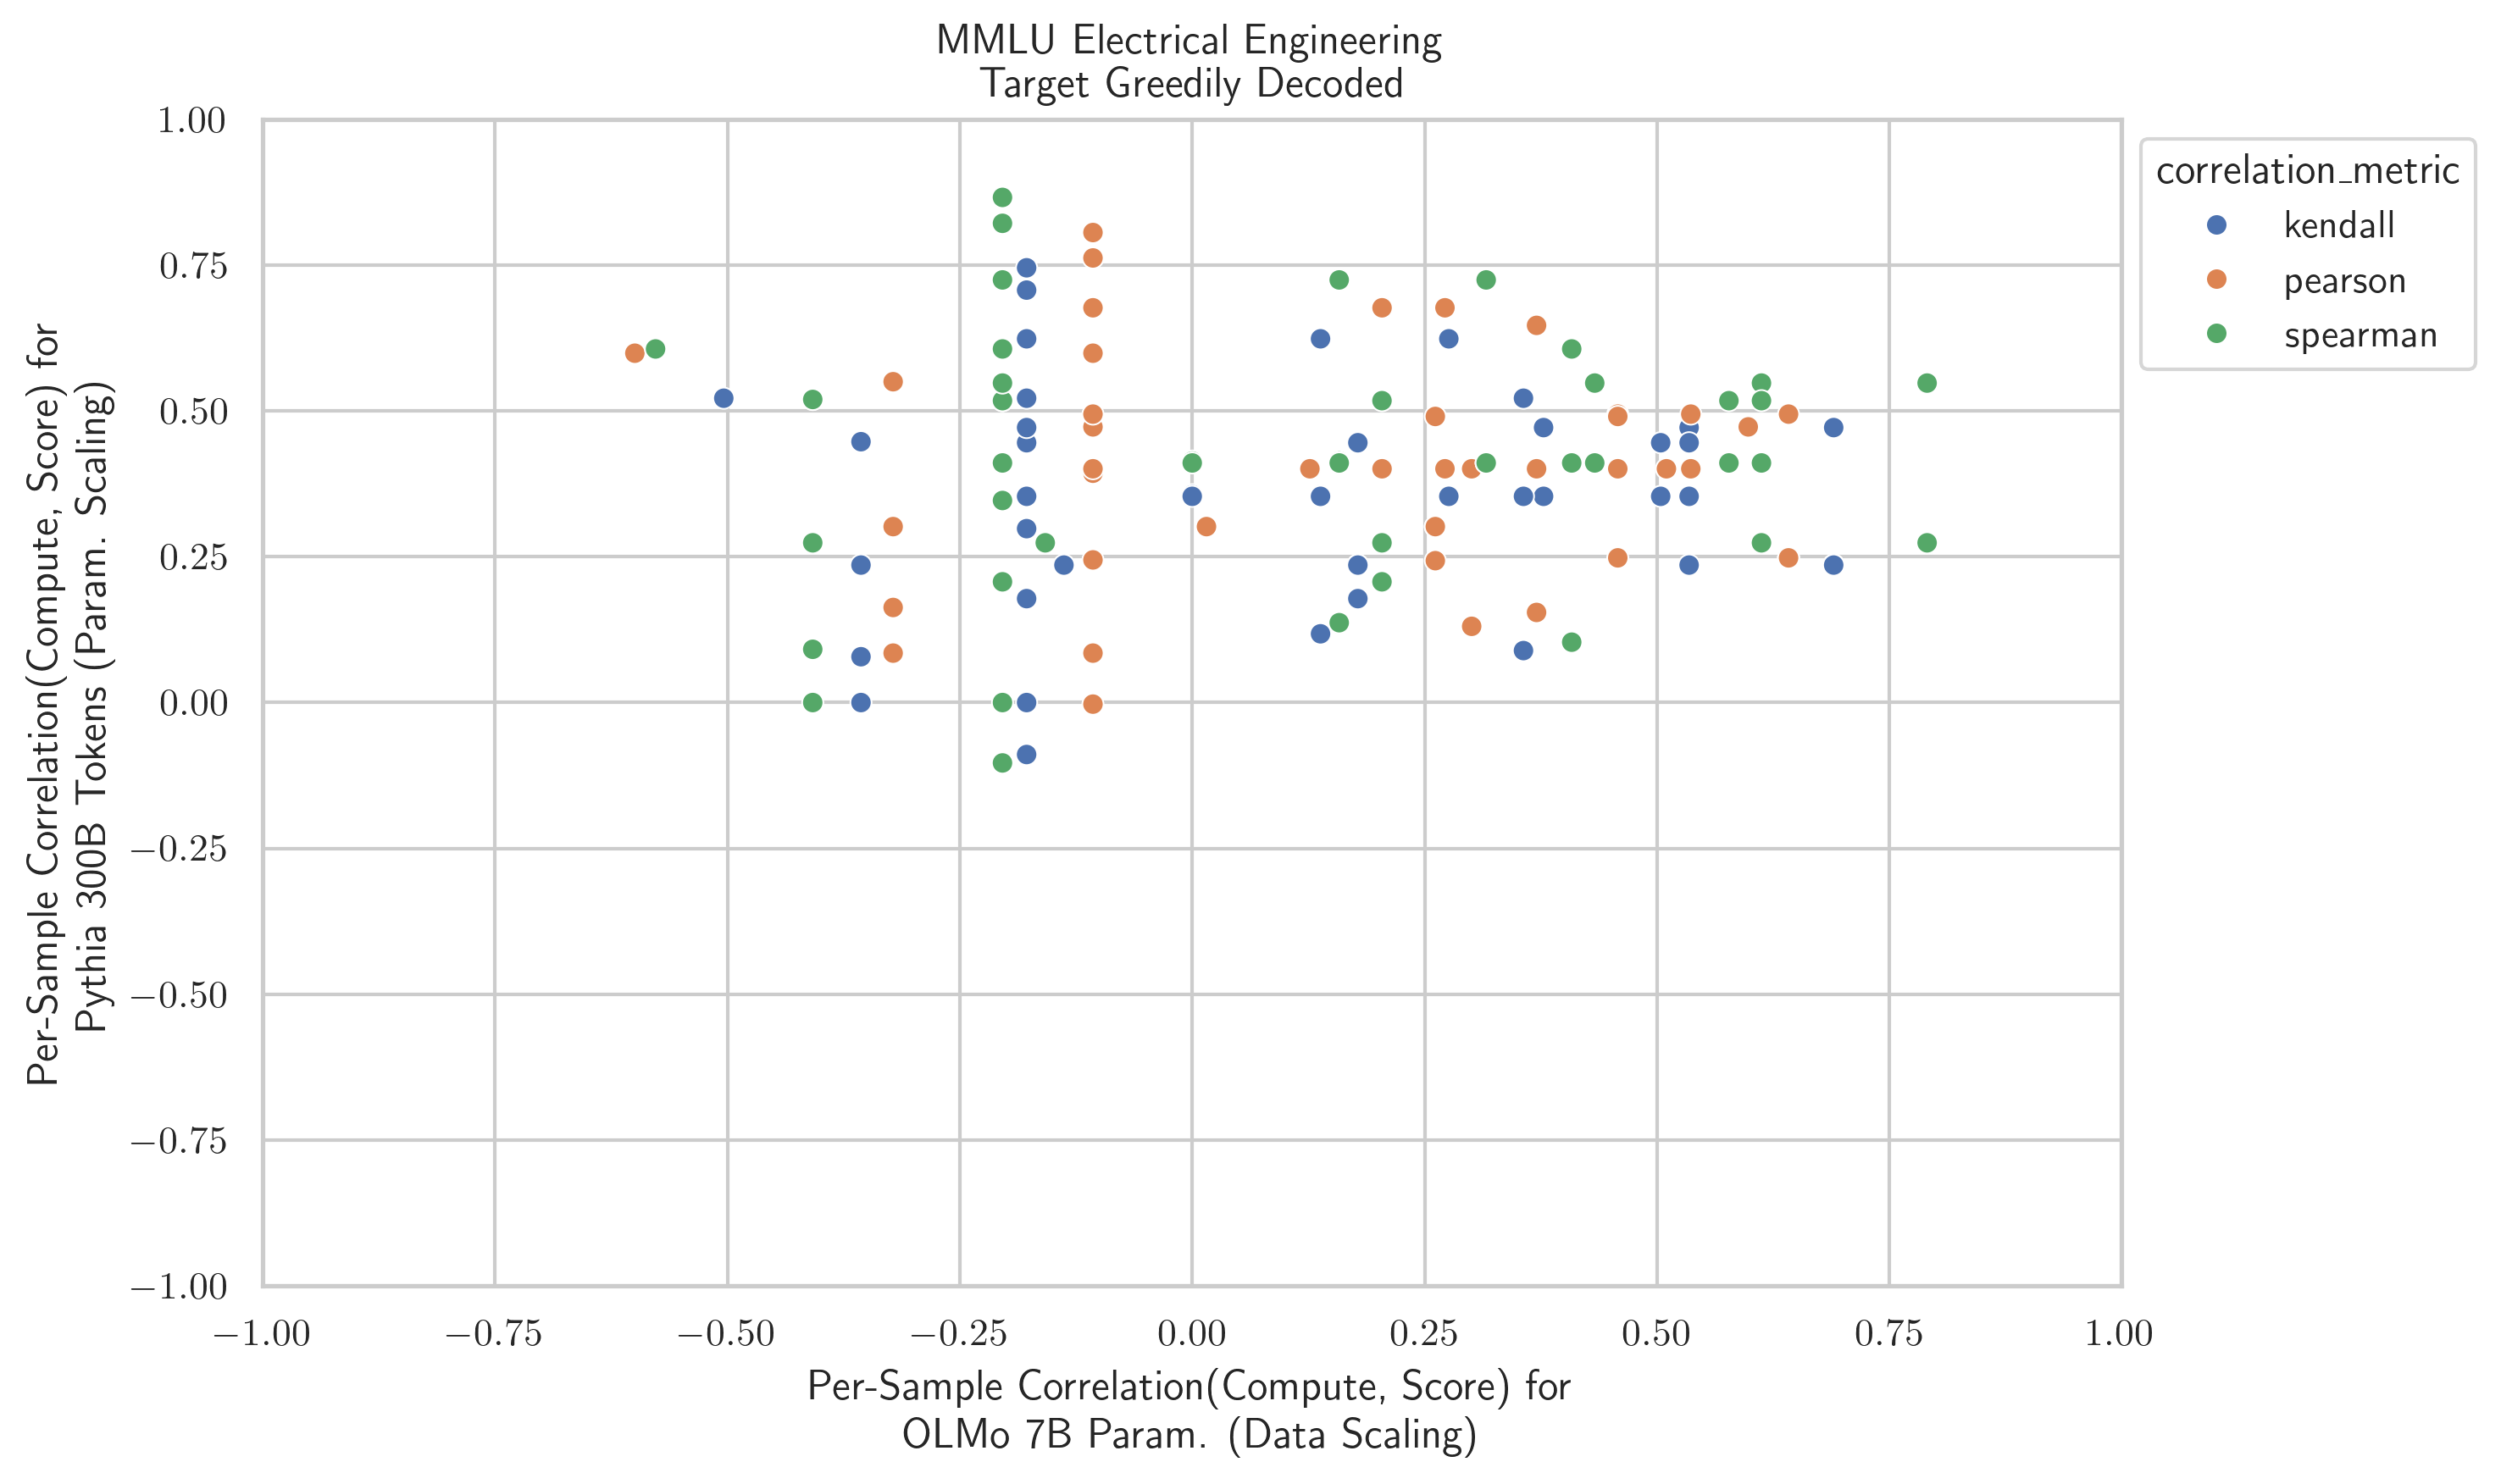 MMLU Electrical Engineering
Target Greedily Decoded
Per-Sample Correlation(Compute, Score) for
Pythia 300B Tokens (Param. Scaling)
1.00
0.75
0.50
0.25
0.00
−0.25
−0.50
−0.75
−1.00
−1.00 −0.75 −0.50 −0.25 0.00 0.25 0.50 0.75 1.00
Per-Sample Correlation(Compute, Score) for
OLMo 7B Param. (Data Scaling)
correlation_metric
kendall
pearson
spearman